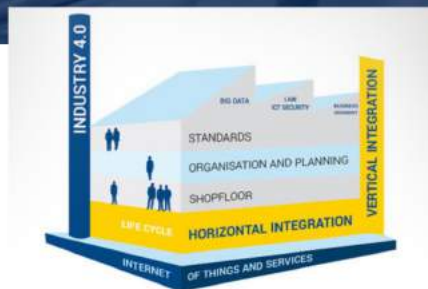 INDUSTRY 4.0
BIG DATA
LAW
ICT SECURITY
BUSINESS
STANDARDS
ORGANISATION AND PLANNING
SHOPFLOOR
LIFE CYCLE
HORIZONTAL INTEGRATION
VERTICAL INTEGRATION
INTERNET
OF THINGS AND SERVICES